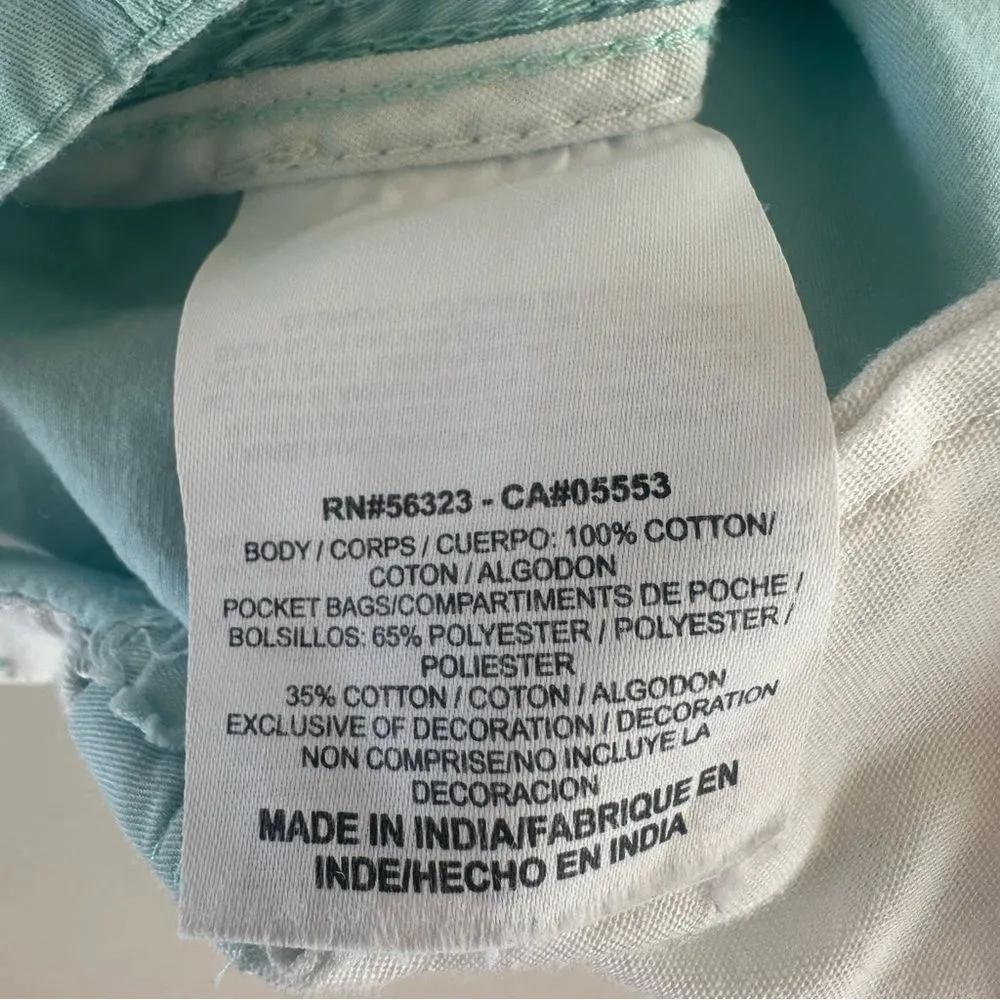 RN#56323 - CA#05553
BODY / CORPS / CUERPO: 100% COTTON/
COTON / ALGODON
POCKET BAGS/COMPARTIMENTS DE POCHE /
BOLSILLOS: 65% POLYESTER / POLYESTER /
POLIESTER
35% COTTON / COTON / ALGODON
EXCLUSIVE OF DECORATION / DECORATION
NON COMPRISE/NO INCLUYE LA
DECORACION
MADE IN INDIA/FABRIQUE EN
INDE/HECHO EN INDIA